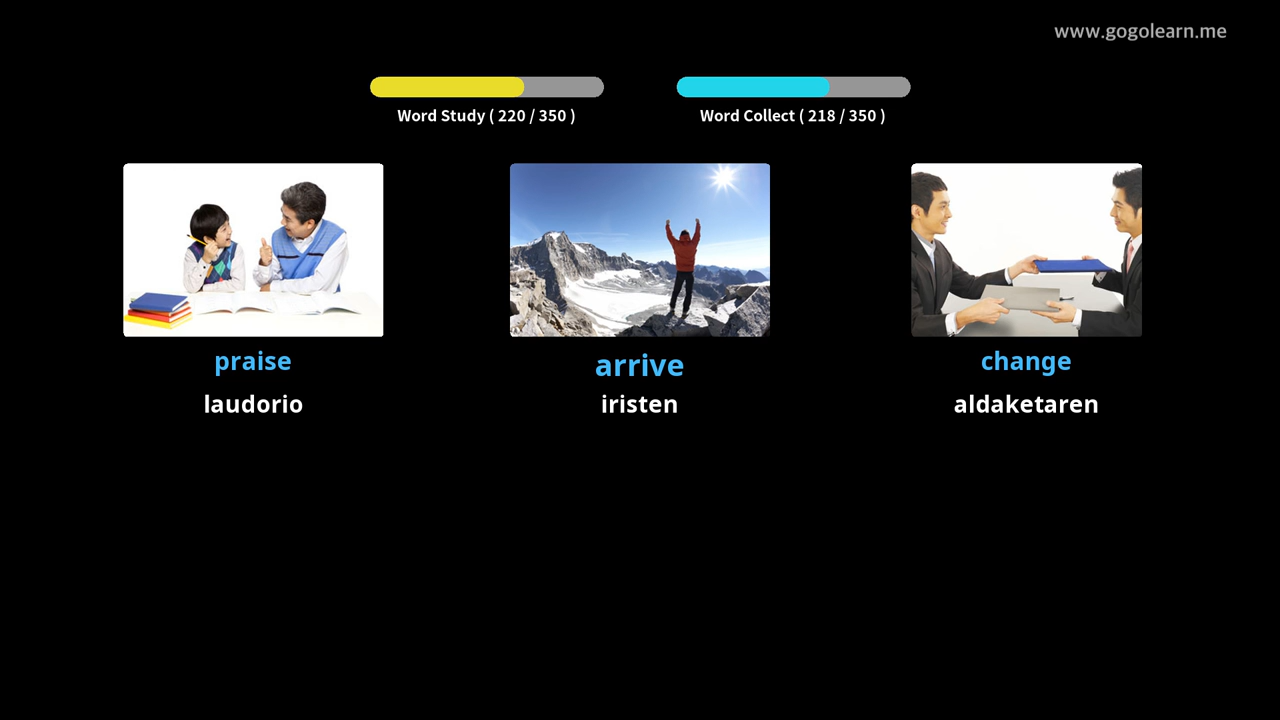 www.gogolearn.me
Word Study ( 220 / 350 )
Word Collect ( 218 / 350 )
praise
arrive
change
laudorio
iristen
aldaketaren